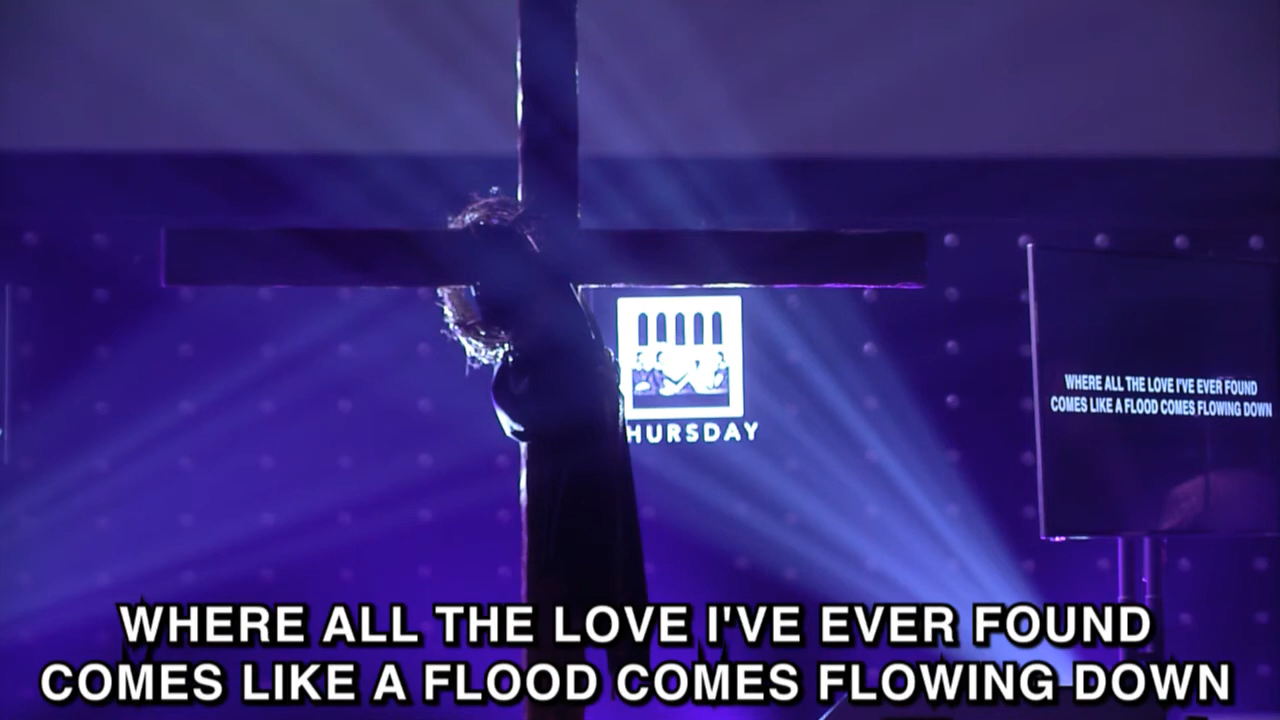 HURSDAY
WHERE ALL THE LOVE I'VE EVER FOUND
COMES LIKE A FLOOD COMES FLOWING DOWN
WHERE ALL THE LOVE I'VE EVER FOUND
COMES LIKE A FLOOD COMES FLOWING DOWN